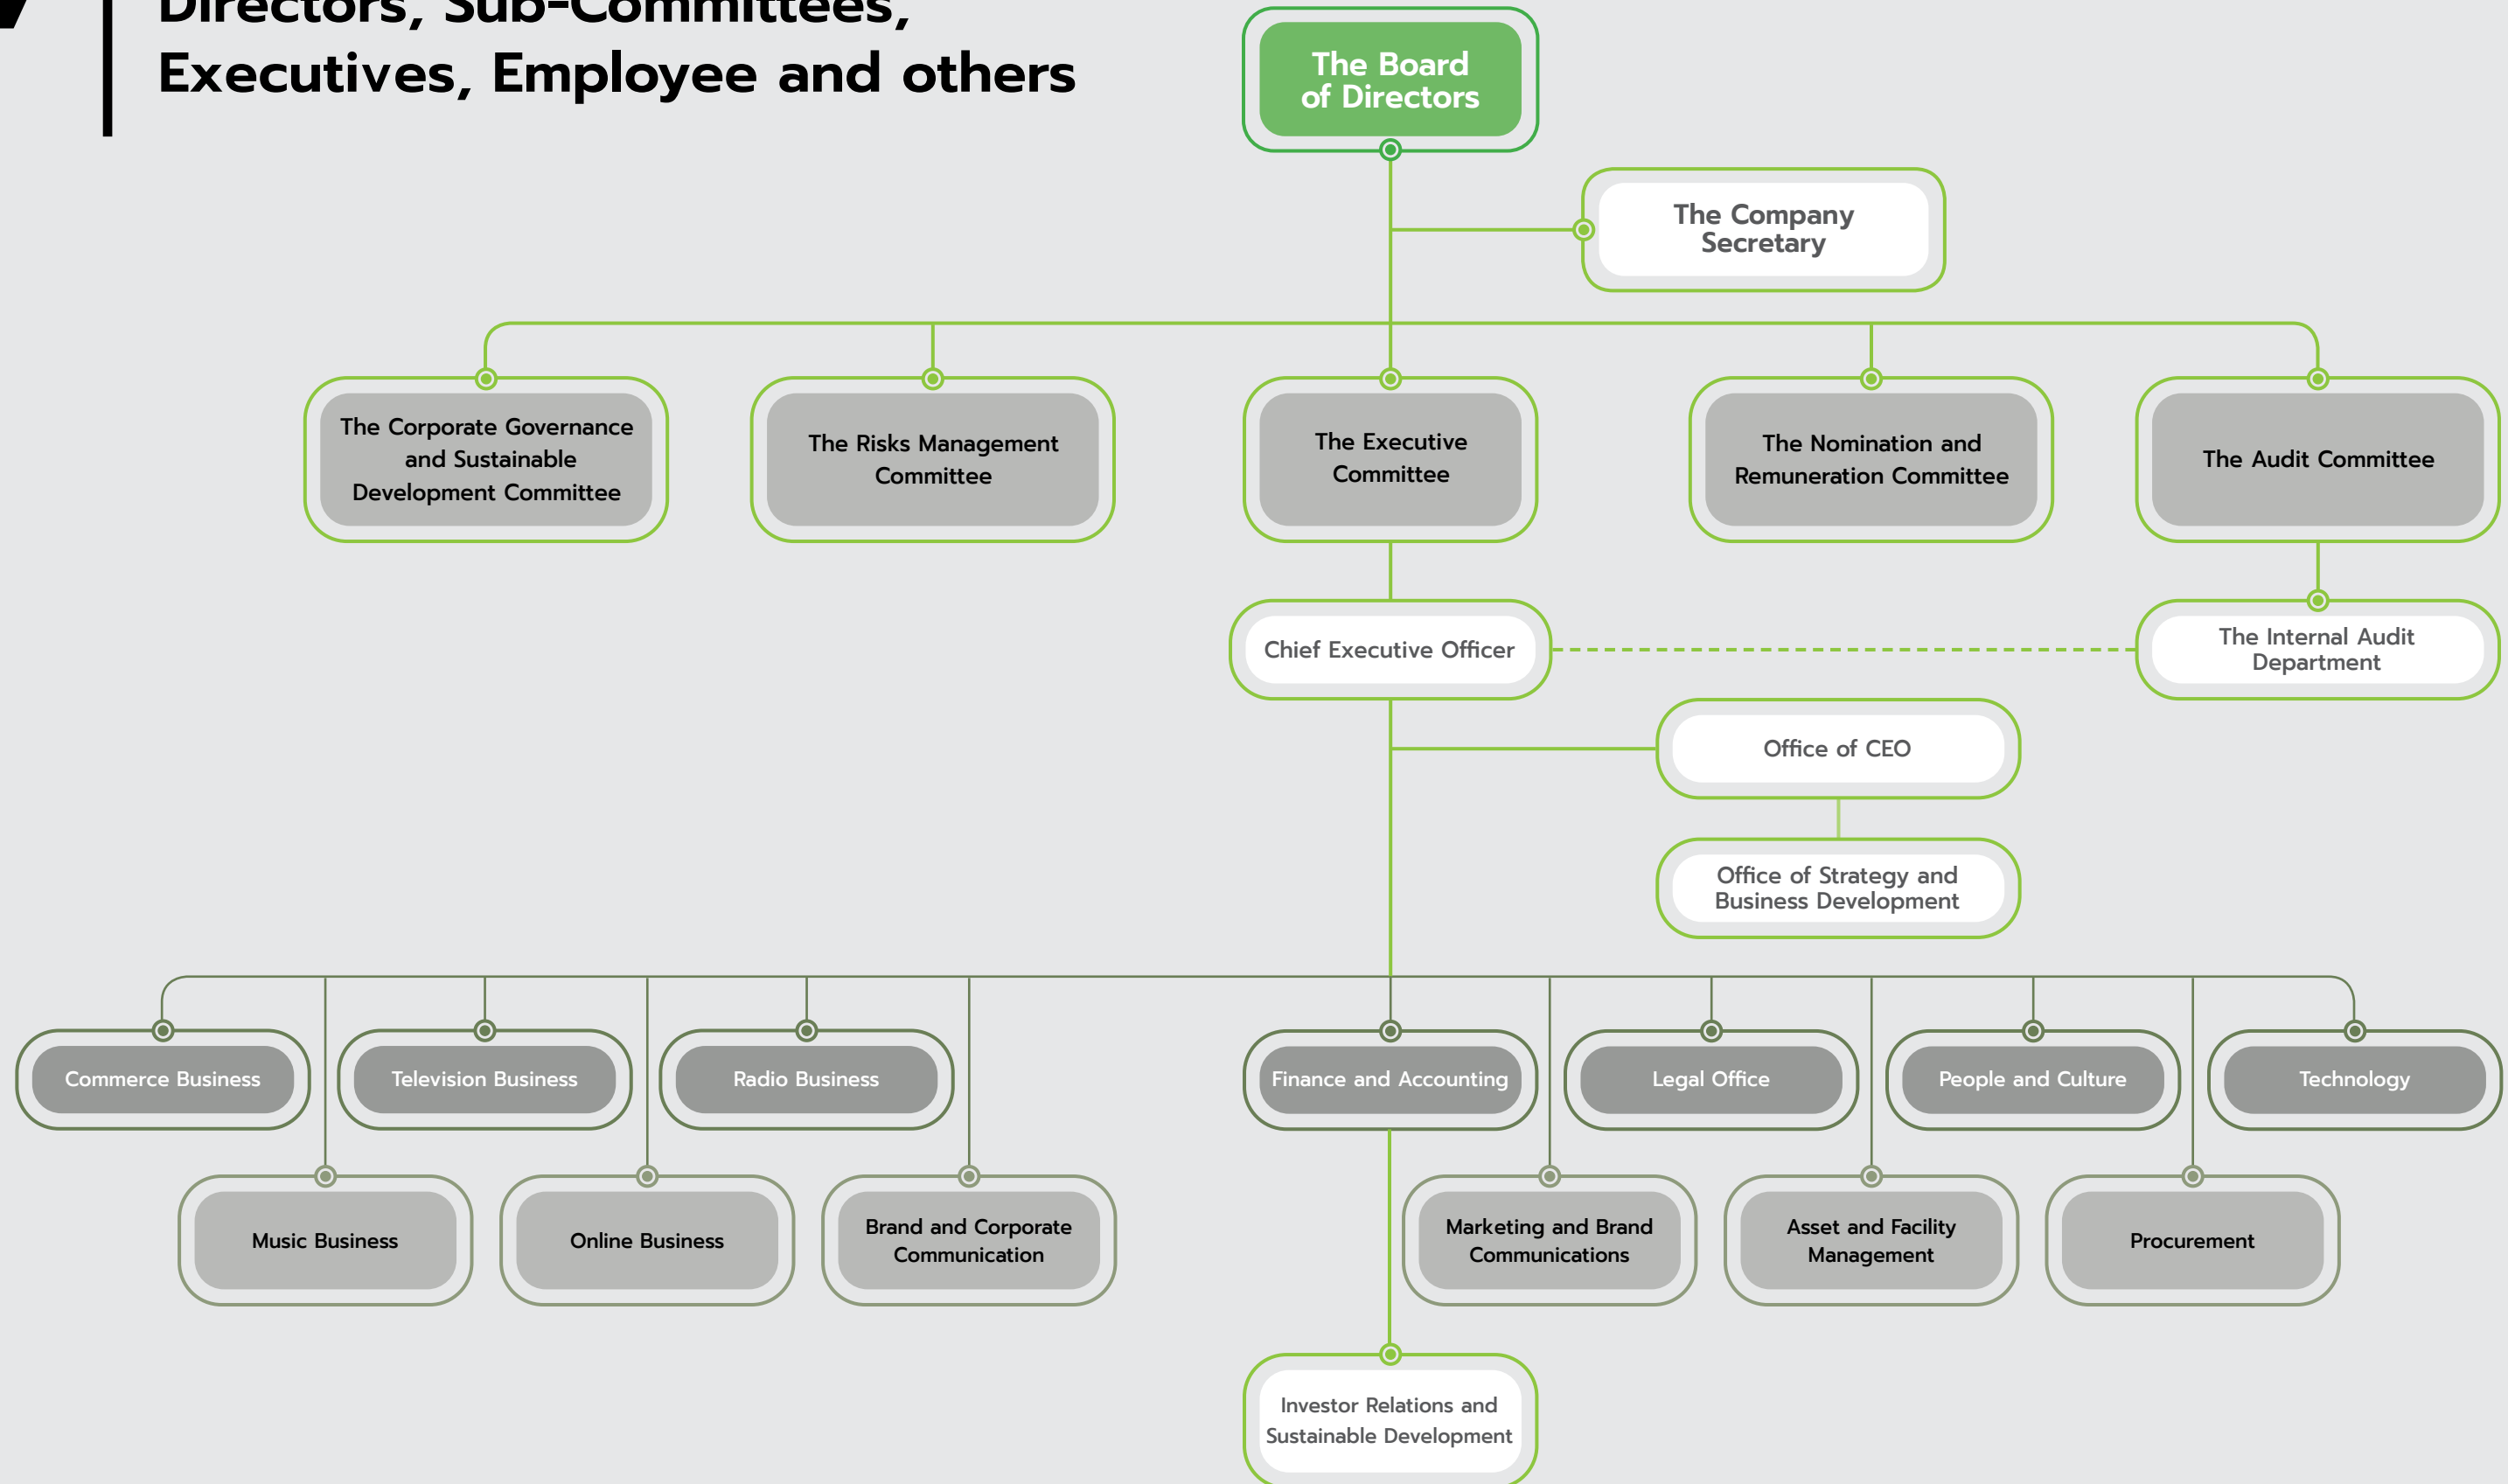 Directors, Sub-Committees,
Executives, Employee and others
The Board
of Directors
The Company
Secretary
The Corporate Governance
and Sustainable
Development Committee
The Risks Management
Committee
The Executive
Committee
The Nomination and
Remuneration Committee
The Audit Committee
Chief Executive Officer
The Internal Audit
Department
Office of CEO
Office of Strategy and
Business Development
Commerce Business
Television Business
Radio Business
Finance and Accounting
Legal Office
People and Culture
Technology
Music Business
Online Business
Brand and Corporate
Communication
Marketing and Brand
Communications
Asset and Facility
Management
Procurement
Investor Relations and
Sustainable Development